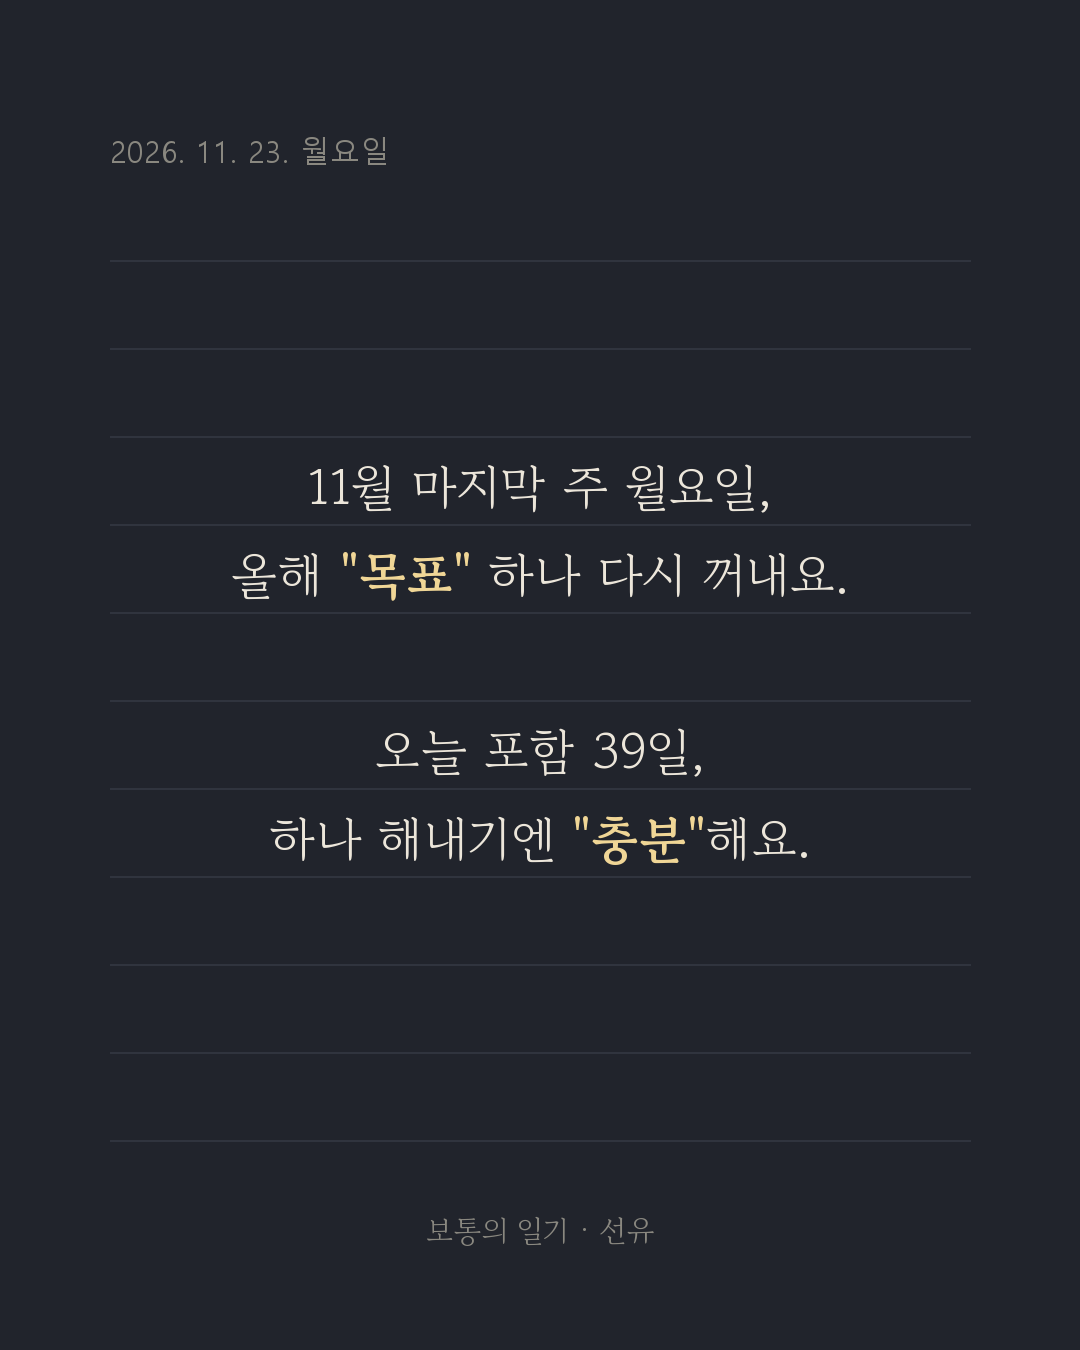 2026. 11. 23. 월요일
11월 마지막 주 월요일,
올해 "목표" 하나 다시 꺼내요.
오늘 포함 39일,
하나 해내기엔 "충분"해요.
보통의 일기 · 선유